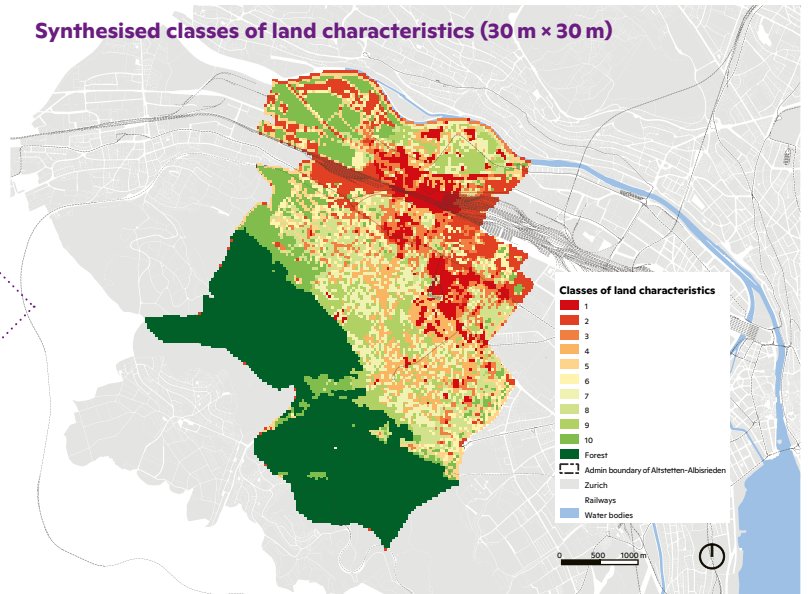 Synthesised classes of land characteristics (30 m × 30 m)
Classes of land characteristics
1
2
3
4
5
6
7
8
9
10
Forest
Admin boundary of Altstetten-Albisrieden
Zurich
Railways
Water bodies
0 500 1000 m